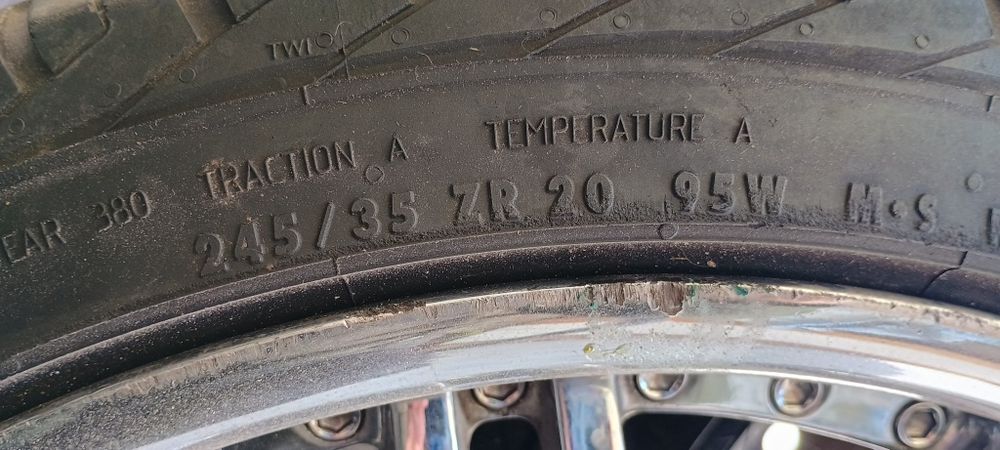 TWI
TRACTION A TEMPERATURE A
EAR 380
245/35 ZR 20 95W M·S